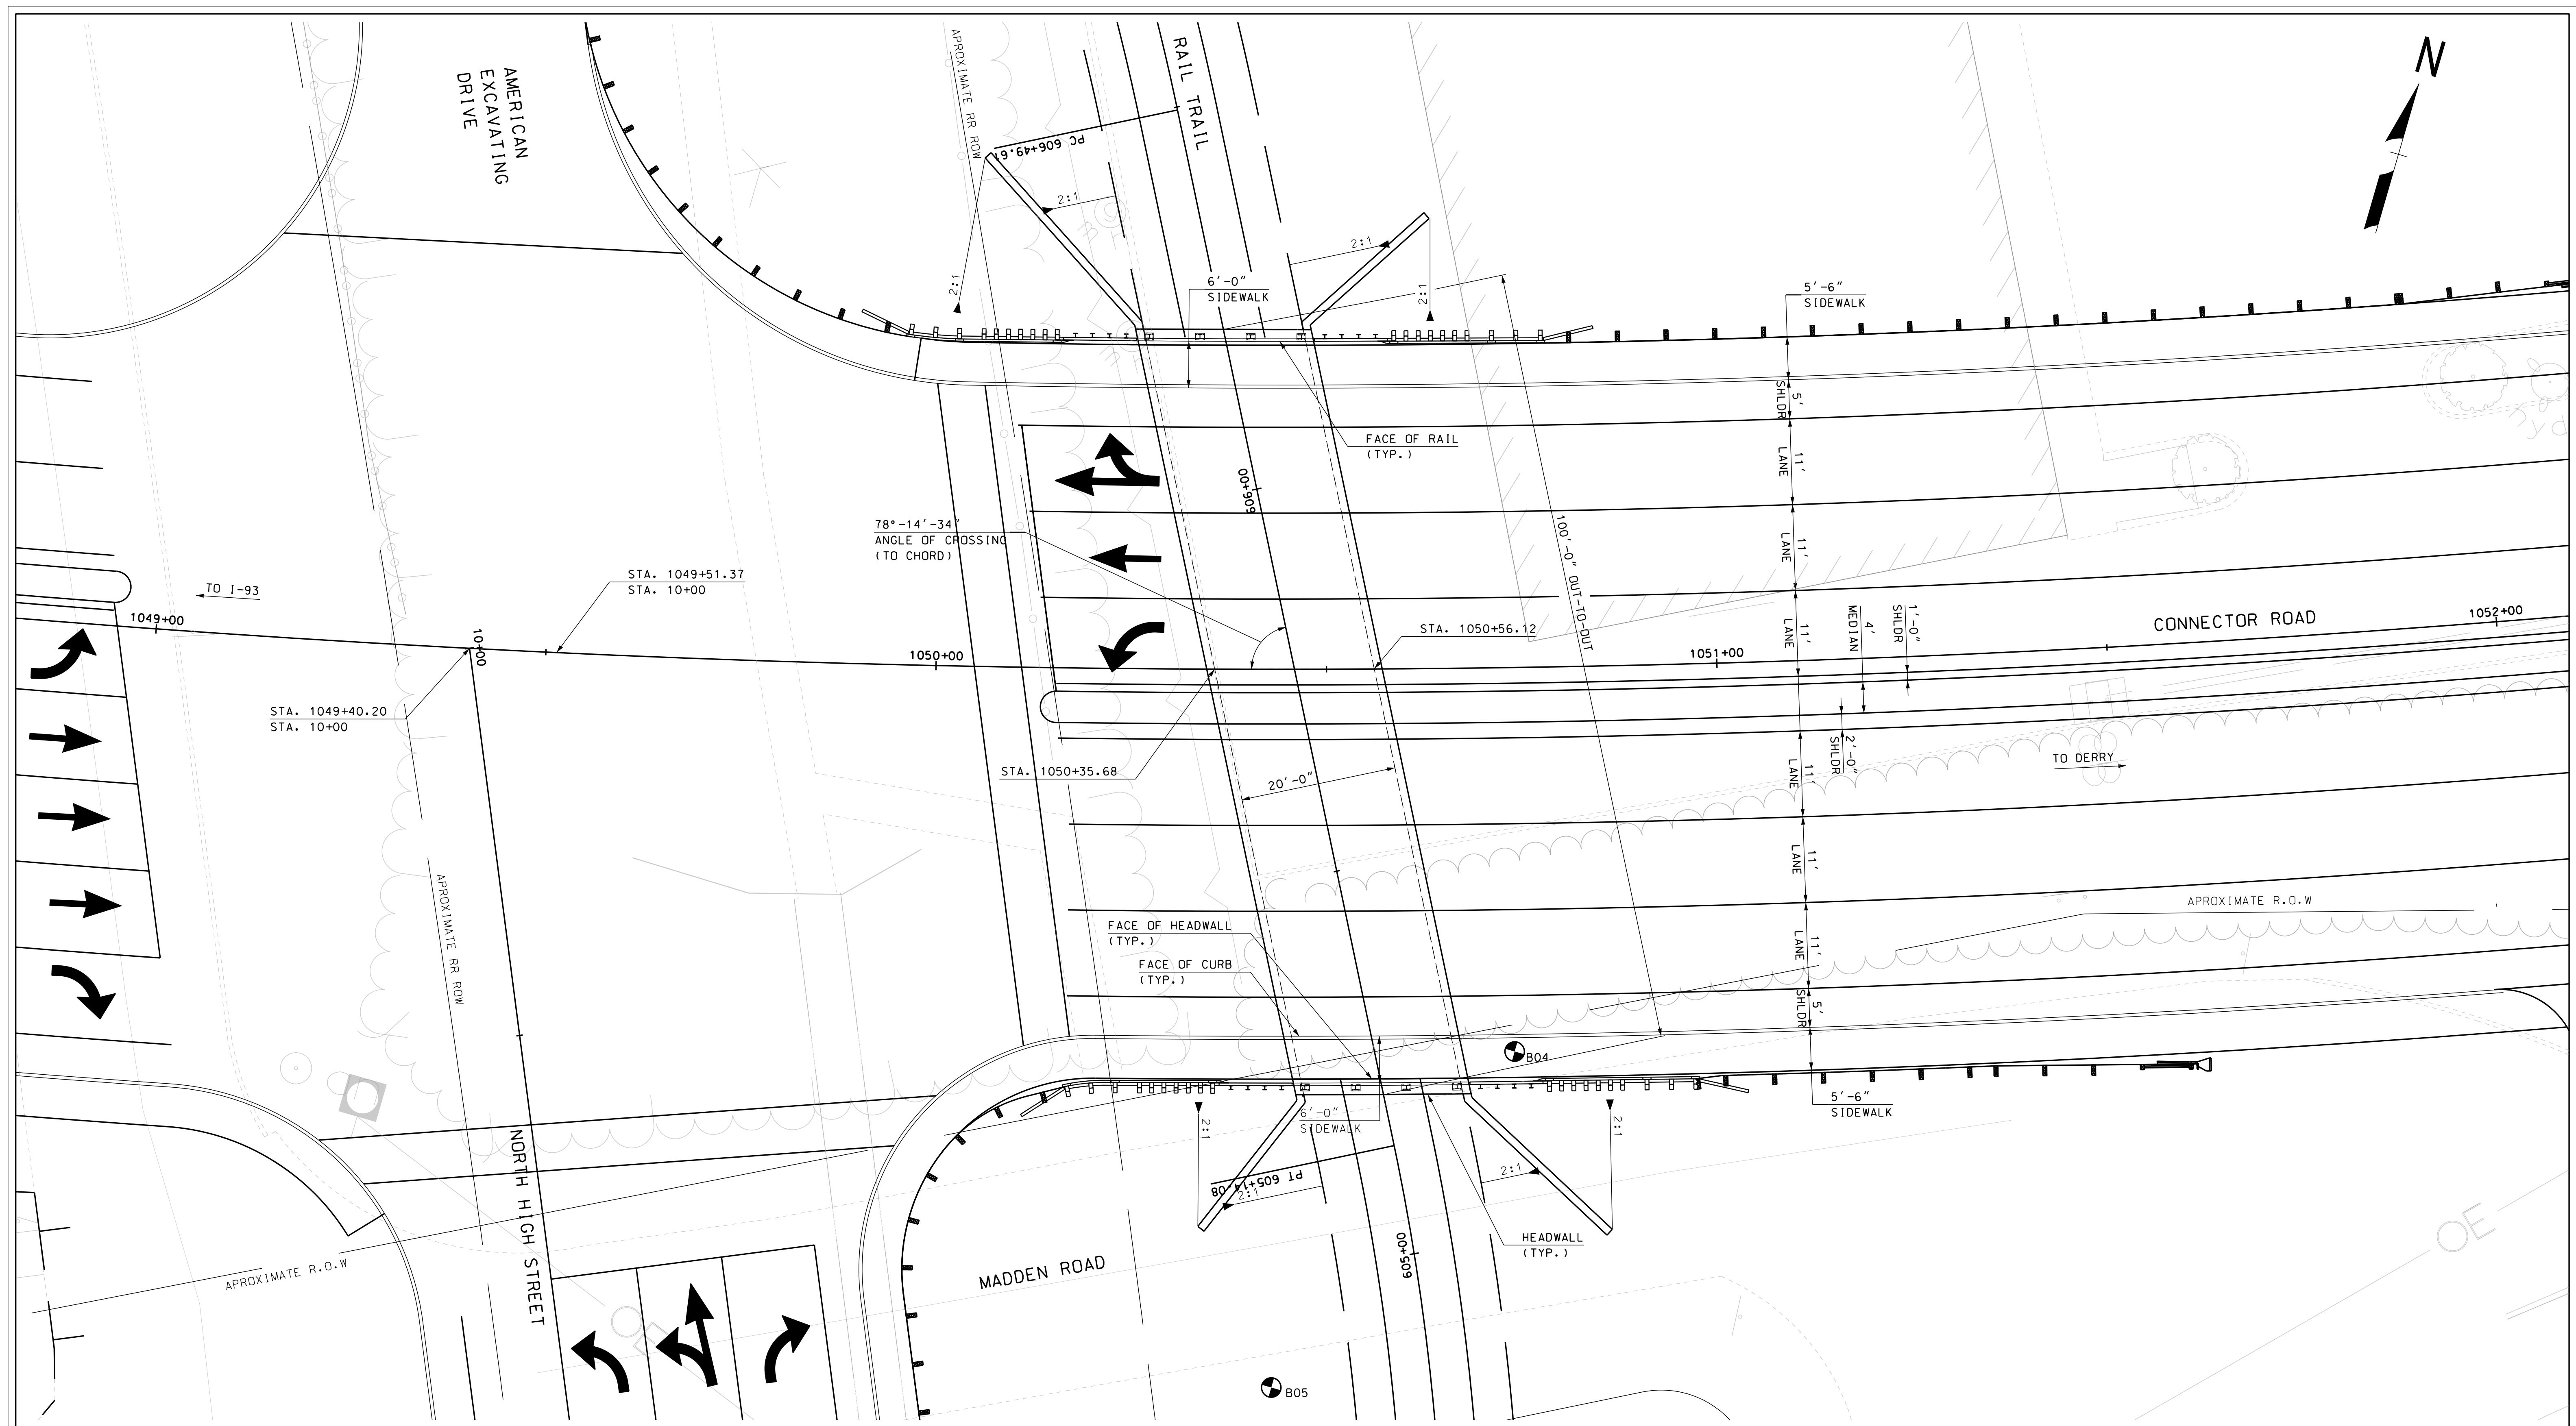 AMERICAN
EXCAVATING
DRIVE
APROXIMATE RR ROW
RAIL TRAIL
N
PC 606+49.61
2:1
2:1
2:1
2:1
6'-0"
SIDEWALK
5'-6"
SIDEWALK
5'
SHLDR
FACE OF RAIL
(TYP.)
11'
LANE
606+00
78°-14'-34"
ANGLE OF CROSSING
(TO CHORD)
100'-0" OUT-TO-OUT
11'
LANE
STA. 1049+51.37
STA. 10+00
TO I-93
1049+00
10+00
1050+00
STA. 1050+56.12
1051+00
11'
LANE
4'
MEDIAN
1'-0"
SHLDR
CONNECTOR ROAD
1052+00
STA. 1049+40.20
STA. 10+00
STA. 1050+35.68
20'-0"
2'-0"
SHLDR
TO DERRY
11'
LANE
11'
LANE
APROXIMATE RR ROW
APROXIMATE R.O.W
FACE OF HEADWALL
(TYP.)
FACE OF CURB
(TYP.)
11'
LANE
5'
SHLDR
B04
5'-6"
SIDEWALK
6'-0"
SIDEWALK
2:1
2:1
2:1
2:1
PT 605+14.08
NORTH HIGH STREET
HEADWALL
(TYP.)
605+00
MADDEN ROAD
APROXIMATE R.O.W
OE
B05